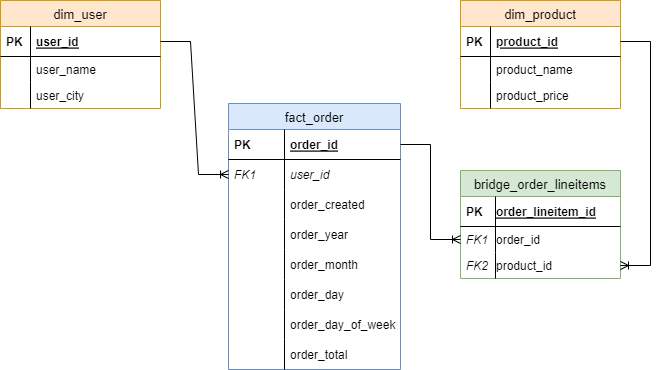 dim_user
PK user_id
user_name
user_city
dim_product
PK product_id
product_name
product_price
fact_order
PK order_id
FK1 user_id
order_created
order_year
order_month
order_day
order_day_of_week
order_total
bridge_order_lineitems
PK order_lineitem_id
FK1 order_id
FK2 product_id